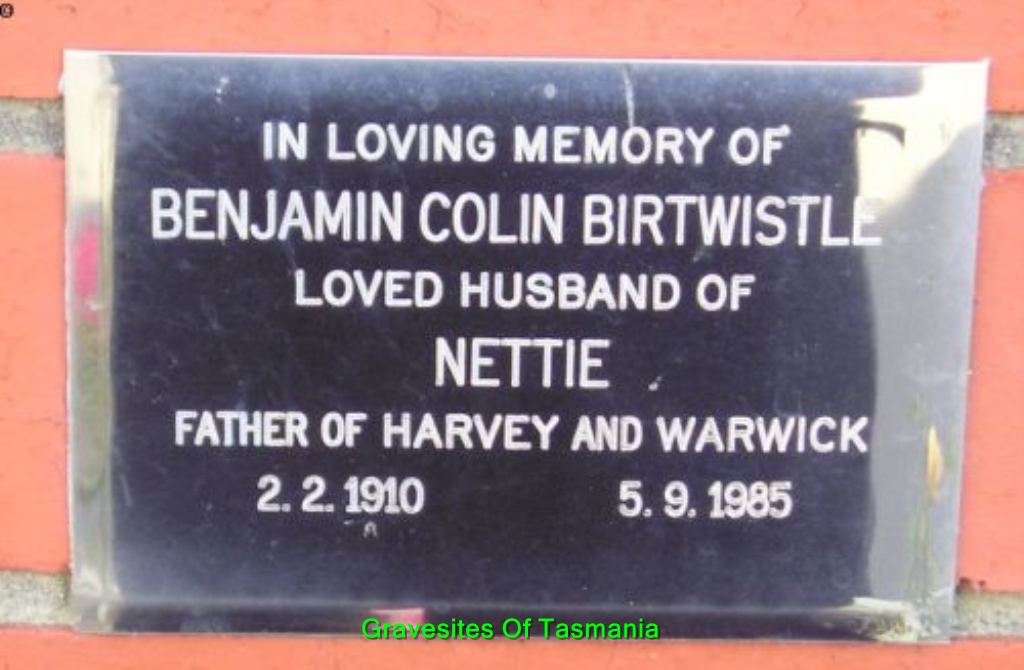 IN LOVING MEMORY OF
BENJAMIN COLIN BIRTWISTLE
LOVED HUSBAND OF
NETTIE
FATHER OF HARVEY AND WARWICK
2. 2. 1910 5. 9. 1985
Gravesites Of Tasmania